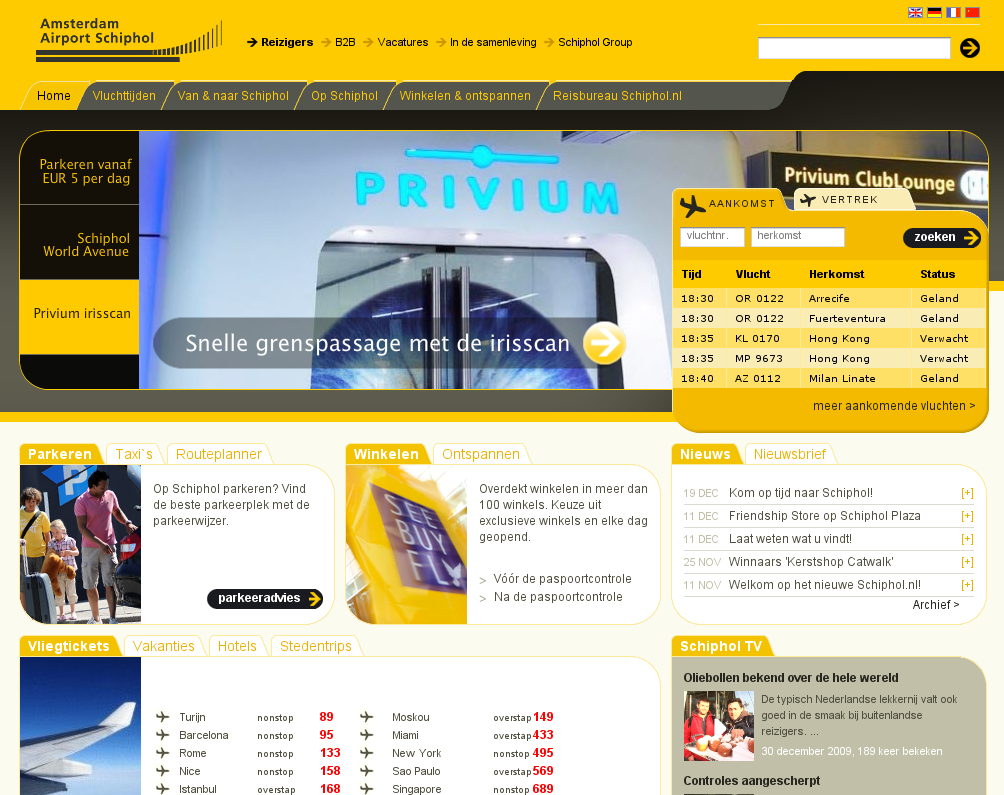 Amsterdam
Airport Schiphol
Reizigers B2B Vacatures In de samenleving Schiphol Group
Home Vluchttijden Van & naar Schiphol Op Schiphol Winkelen & ontspannen Reisbureau Schiphol.nl
Parkeren vanaf
EUR 5 per dag
Schiphol
World Avenue
Privium irisscan
PRIVIUM
Privium ClubLounge
Snelle grenspassage met de irisscan
AANKOMST VERTREK
vluchtnr. herkomst zoeken
Tijd Vlucht Herkomst Status
18:30 OR 0122 Arrecife Geland
18:30 OR 0122 Fuerteventura Geland
18:35 KL 0170 Hong Kong Verwacht
18:35 MP 9673 Hong Kong Verwacht
18:40 AZ 0112 Milan Linate Geland
meer aankomende vluchten >
Parkeren Taxi`s Routeplanner
P
Op Schiphol parkeren? Vind
de beste parkeerplek met de
parkeerwijzer.
parkeeradvies
Winkelen Ontspannen
SEE
BUY
FLY
Overdekt winkelen in meer dan
100 winkels. Keuze uit
exclusieve winkels en elke dag
geopend.
> Vóór de paspoortcontrole
> Na de paspoortcontrole
Nieuws Nieuwsbrief
19 DEC Kom op tijd naar Schiphol! [+]
11 DEC Friendship Store op Schiphol Plaza [+]
11 DEC Laat weten wat u vindt! [+]
25 NOV Winnaars 'Kerstshop Catwalk' [+]
11 NOV Welkom op het nieuwe Schiphol.nl! [+]
Archief >
Vliegtickets Vakanties Hotels Stedentrips
Turijn nonstop 89 Moskou overstap 149
Barcelona nonstop 95 Miami overstap 433
Rome nonstop 133 New York nonstop 495
Nice nonstop 158 Sao Paulo overstap 569
Istanbul overstap 168 Singapore nonstop 689
Schiphol TV
Oliebollen bekend over de hele wereld
De typisch Nederlandse lekkernij valt ook
goed in de smaak bij buitenlandse
reizigers. ...
30 december 2009, 189 keer bekeken
Controles aangescherpt